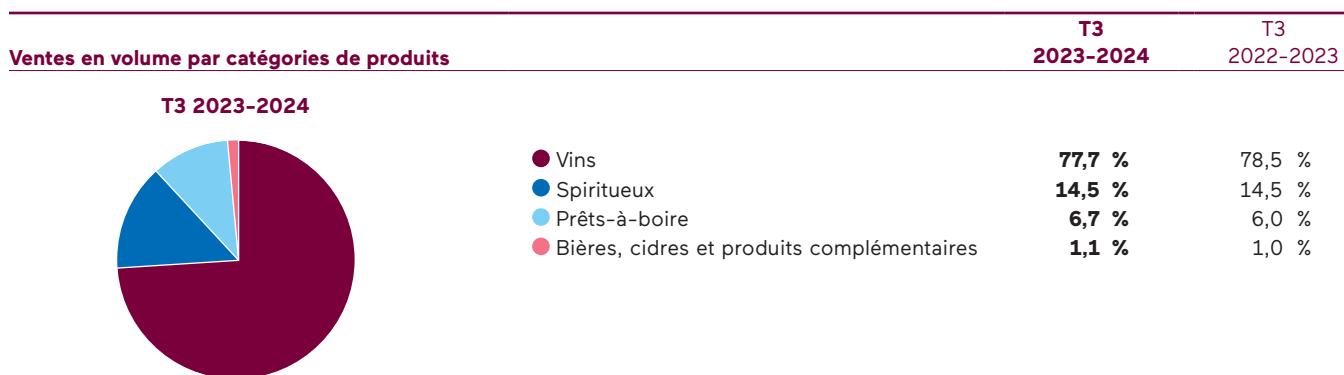 T3 T3
Ventes en volume par catégories de produits 2023-2024 2022-2023
T3 2023-2024
Vins 77,7 % 78,5 %
Spiritueux 14,5 % 14,5 %
Prêts-à-boire 6,7 % 6,0 %
Bières, cidres et produits complémentaires 1,1 % 1,0 %